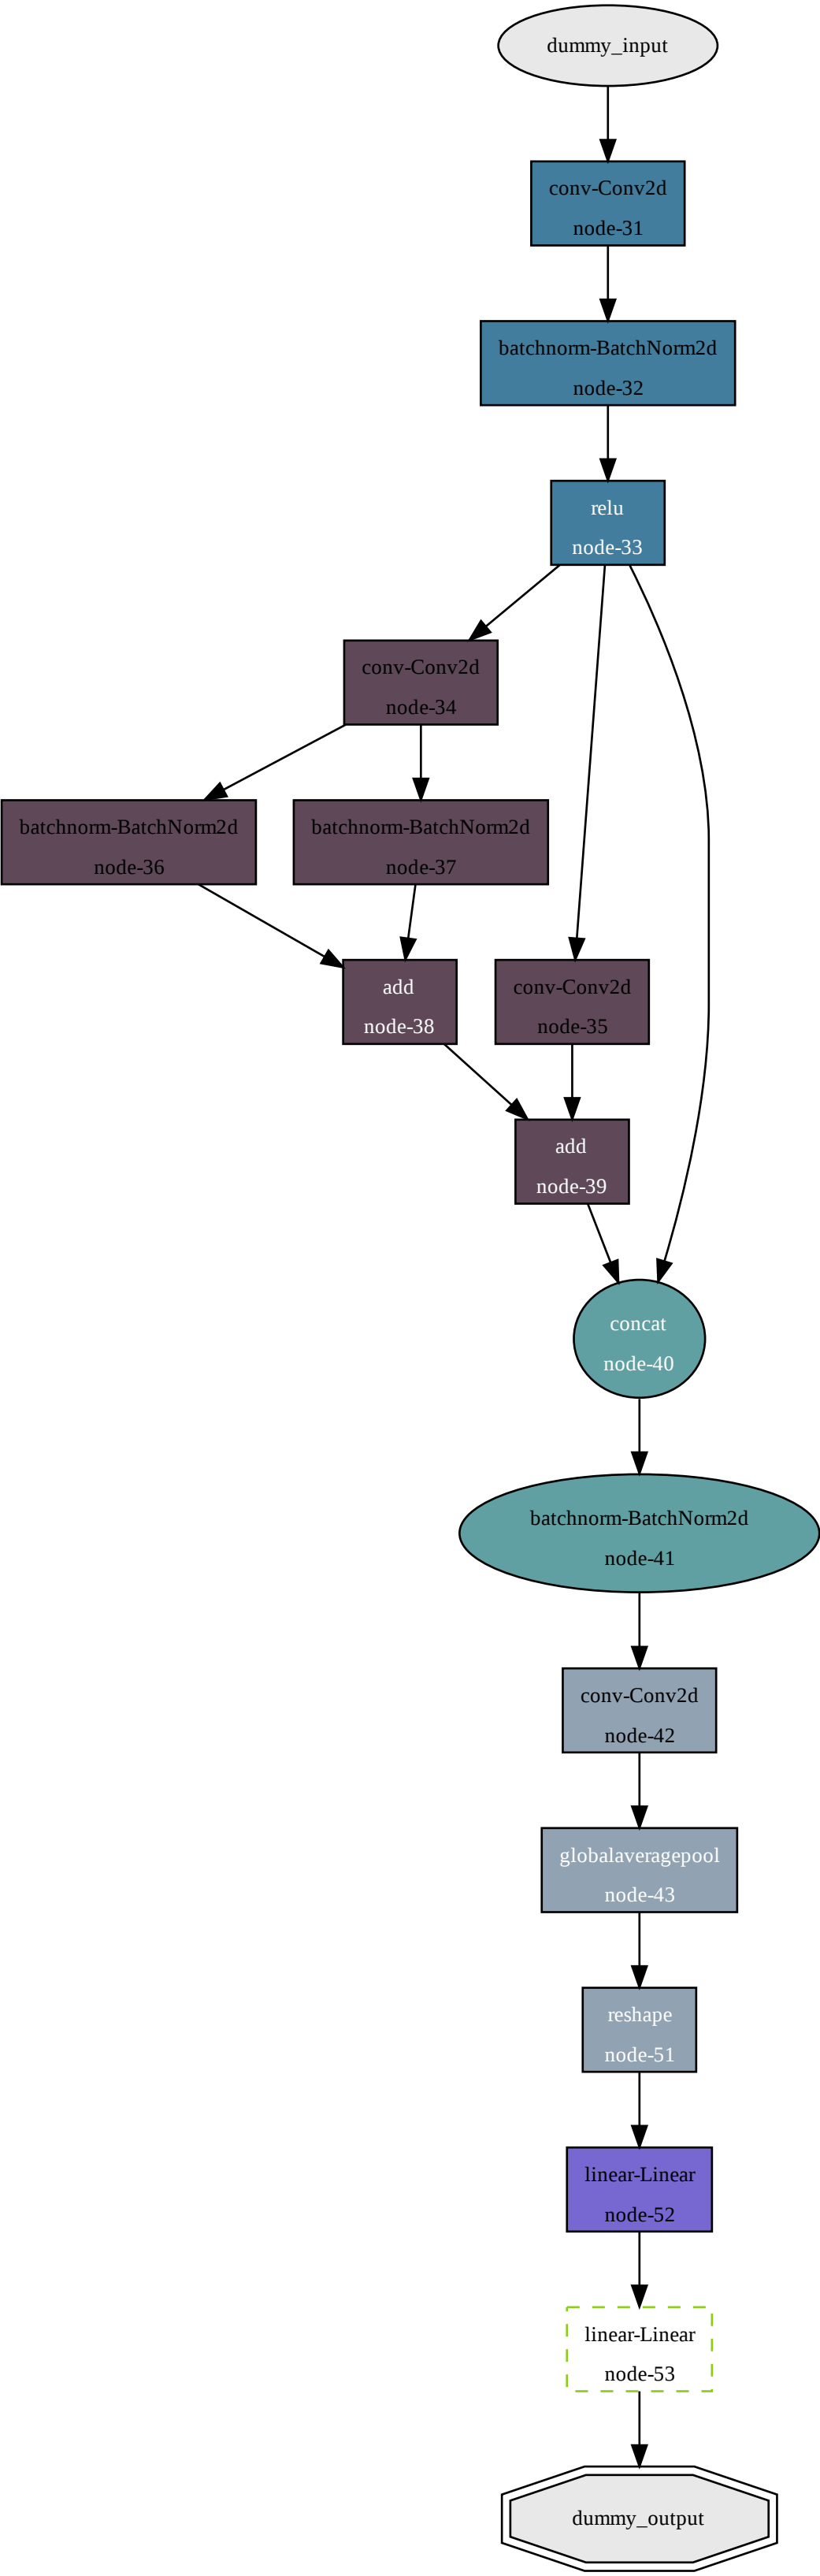 dummy_input
conv-Conv2d
node-31
batchnorm-BatchNorm2d
node-32
relu
node-33
conv-Conv2d
node-34
batchnorm-BatchNorm2d
node-36
batchnorm-BatchNorm2d
node-37
add
node-38
conv-Conv2d
node-35
add
node-39
concat
node-40
batchnorm-BatchNorm2d
node-41
conv-Conv2d
node-42
globalaveragepool
node-43
reshape
node-51
linear-Linear
node-52
linear-Linear
node-53
dummy_output